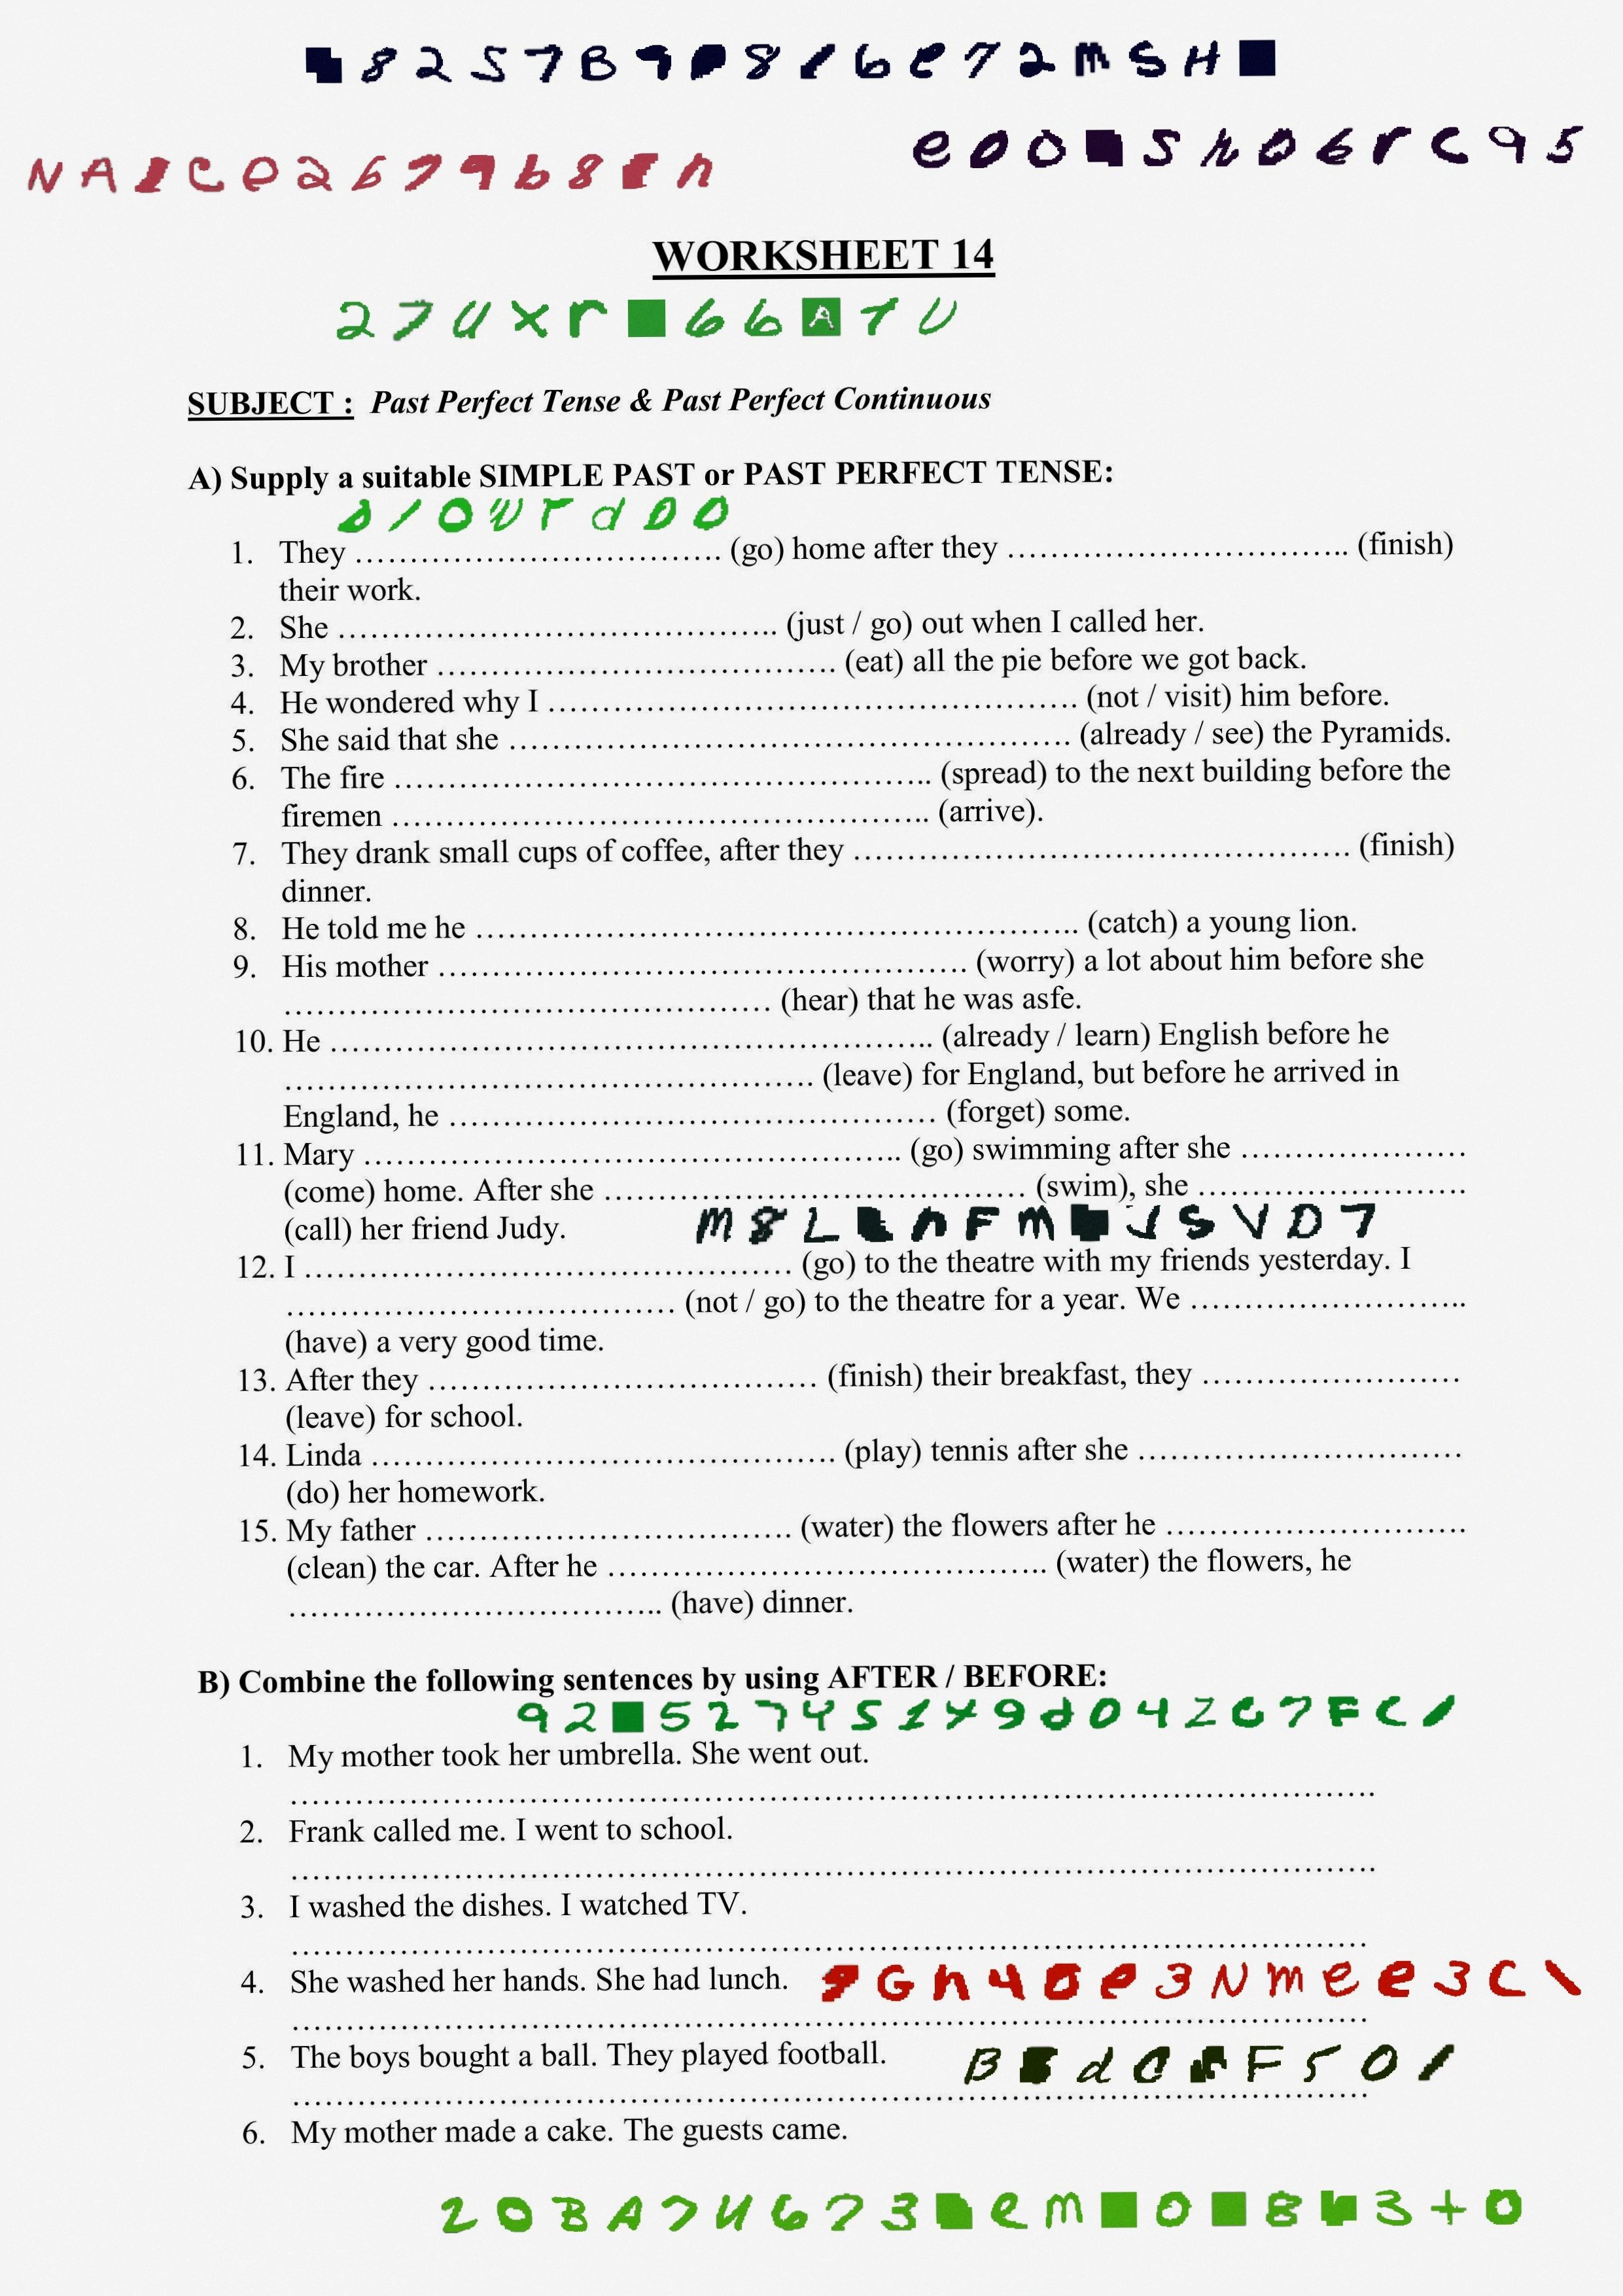 WORKSHEET 14
SUBJECT : Past Perfect Tense & Past Perfect Continuous
A) Supply a suitable SIMPLE PAST or PAST PERFECT TENSE:
1. They ................................ (go) home after they ................................ (finish)
their work.
2. She ................................ (just / go) out when I called her.
3. My brother ................................ (eat) all the pie before we got back.
4. He wondered why I ................................ (not / visit) him before.
5. She said that she ................................ (already / see) the Pyramids.
6. The fire ................................ (spread) to the next building before the
firemen ................................ (arrive).
7. They drank small cups of coffee, after they ................................ (finish)
dinner.
8. He told me he ................................ (catch) a young lion.
9. His mother ................................ (worry) a lot about him before she
................................ (hear) that he was asfe.
10. He ................................ (already / learn) English before he
................................ (leave) for England, but before he arrived in
England, he ................................ (forget) some.
11. Mary ................................ (go) swimming after she ......................
(come) home. After she ................................ (swim), she ......................
(call) her friend Judy.
12. I ................................ (go) to the theatre with my friends yesterday. I
................................ (not / go) to the theatre for a year. We ......................
(have) a very good time.
13. After they ................................ (finish) their breakfast, they ......................
(leave) for school.
14. Linda ................................ (play) tennis after she ......................
(do) her homework.
15. My father ................................ (water) the flowers after he ......................
(clean) the car. After he ................................ (water) the flowers, he
................................ (have) dinner.
B) Combine the following sentences by using AFTER / BEFORE:
1. My mother took her umbrella. She went out.
................................................................
2. Frank called me. I went to school.
................................................................
3. I washed the dishes. I watched TV.
................................................................
4. She washed her hands. She had lunch.
................................................................
5. The boys bought a ball. They played football.
................................................................
6. My mother made a cake. The guests came.